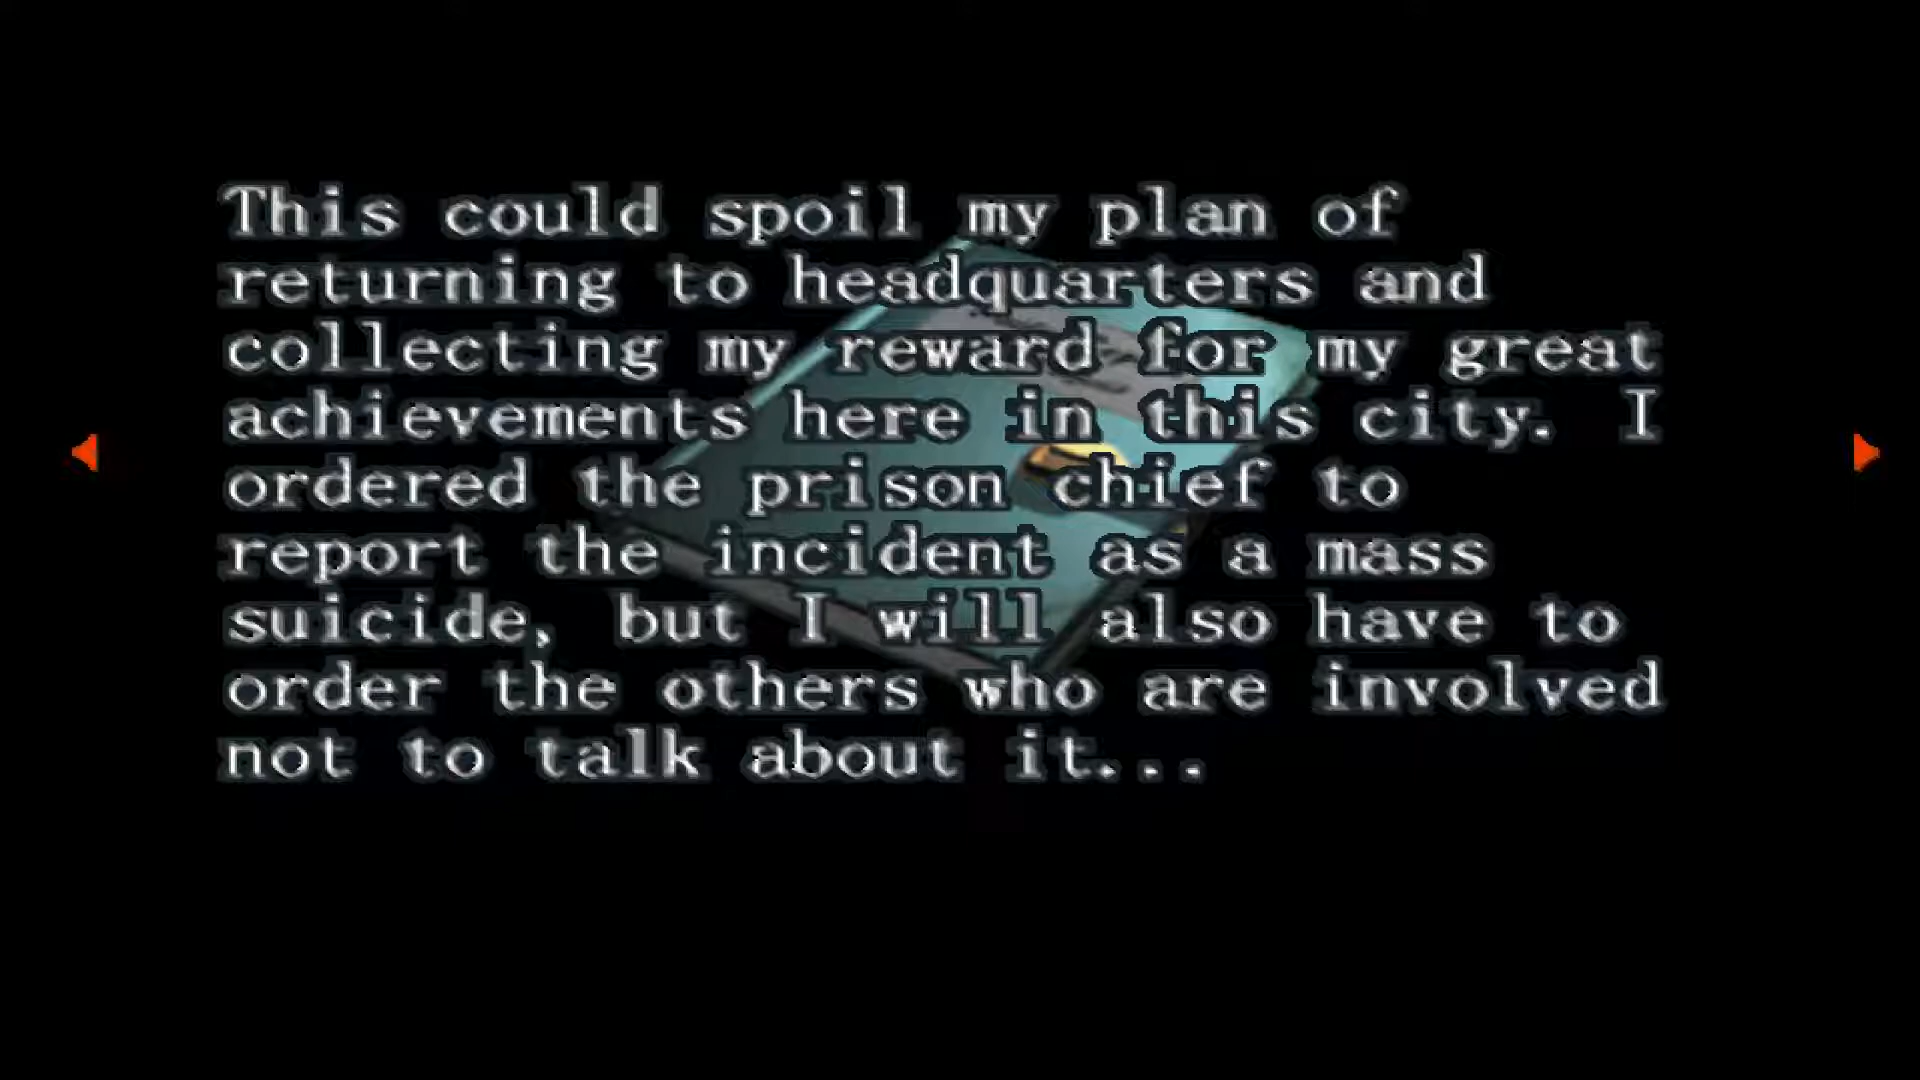 This could spoil my plan of
returning to headquarters and
collecting my reward for my great
achievements here in this city. I
ordered the prison chief to
report the incident as a mass
suicide, but I will also have to
order the others who are involved
not to talk about it...